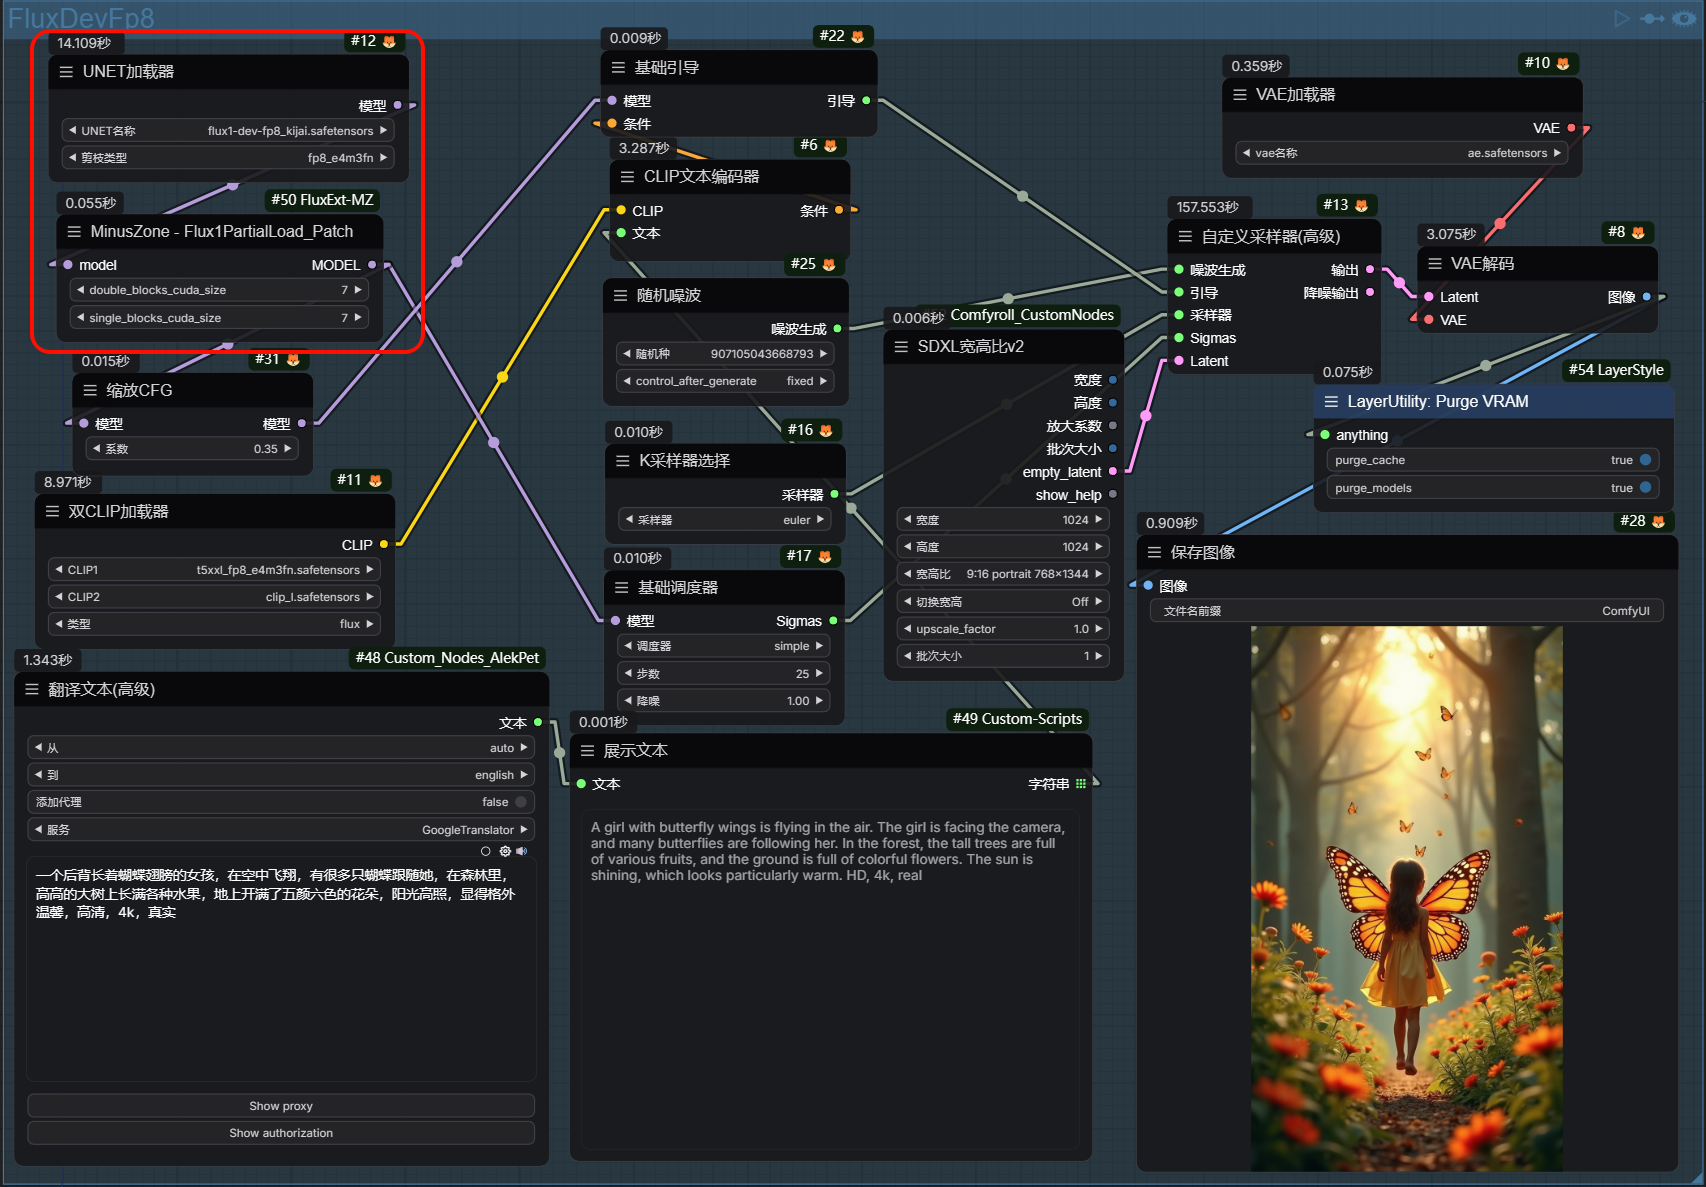 FluxDevFp8
14.109秒
#12
UNET加载器
模型
UNET名称
flux1-dev-fp8_kijai.safetensors
剪枝类型
fp8_e4m3fn
0.055秒
#50 FluxExt-MZ
MinusZone - Flux1PartialLoad_Patch
model
MODEL
double_blocks_cuda_size
7
single_blocks_cuda_size
7
0.015秒
#31
缩放CFG
模型
模型
系数
0.35
8.971秒
#11
双CLIP加载器
CLIP
CLIP1
t5xxl_fp8_e4m3fn.safetensors
CLIP2
clip_l.safetensors
类型
flux
1.343秒
#48 Custom_Nodes_AlekPet
翻译文本(高级)
文本
从
auto
到
english
添加代理
false
服务
GoogleTranslator
一个后背长着蝴蝶翅膀的女孩，在空中飞翔，有很多只蝴蝶跟随她，在森林里，
高高的大树上长满各种水果，地上开满了五颜六色的花朵，阳光高照，显得格外
温馨，高清，4k，真实
Show proxy
Show authorization
0.009秒
#22
基础引导
模型
引导
条件
3.287秒
#6
CLIP文本编码器
CLIP
条件
文本
#25
随机噪波
噪波生成
随机种
907105043668793
control_after_generate
fixed
0.010秒
#16
K采样器选择
采样器
采样器
euler
0.010秒
#17
基础调度器
模型
Sigmas
调度器
simple
步数
25
降噪
1.00
0.001秒
#49 Custom-Scripts
展示文本
文本
字符串
A girl with butterfly wings is flying in the air. The girl is facing the camera,
and many butterflies are following her. In the forest, the tall trees are full
of various fruits, and the ground is full of colorful flowers. The sun is
shining, which looks particularly warm. HD, 4k, real
0.006秒
Comfyroll_CustomNodes
SDXL宽高比v2
宽度
高度
放大系数
批次大小
empty_latent
show_help
宽度
1024
高度
1024
宽高比
9:16 portrait 768×1344
切换宽高
Off
upscale_factor
1.0
批次大小
1
0.359秒
#10
VAE加载器
VAE
vae名称
ae.safetensors
157.553秒
#13
自定义采样器(高级)
噪波生成
输出
引导
降噪输出
采样器
Sigmas
Latent
3.075秒
#8
VAE解码
Latent
图像
VAE
0.075秒
#54 LayerStyle
LayerUtility: Purge VRAM
anything
purge_cache
true
purge_models
true
0.909秒
#28
保存图像
图像
文件名前缀
ComfyUI